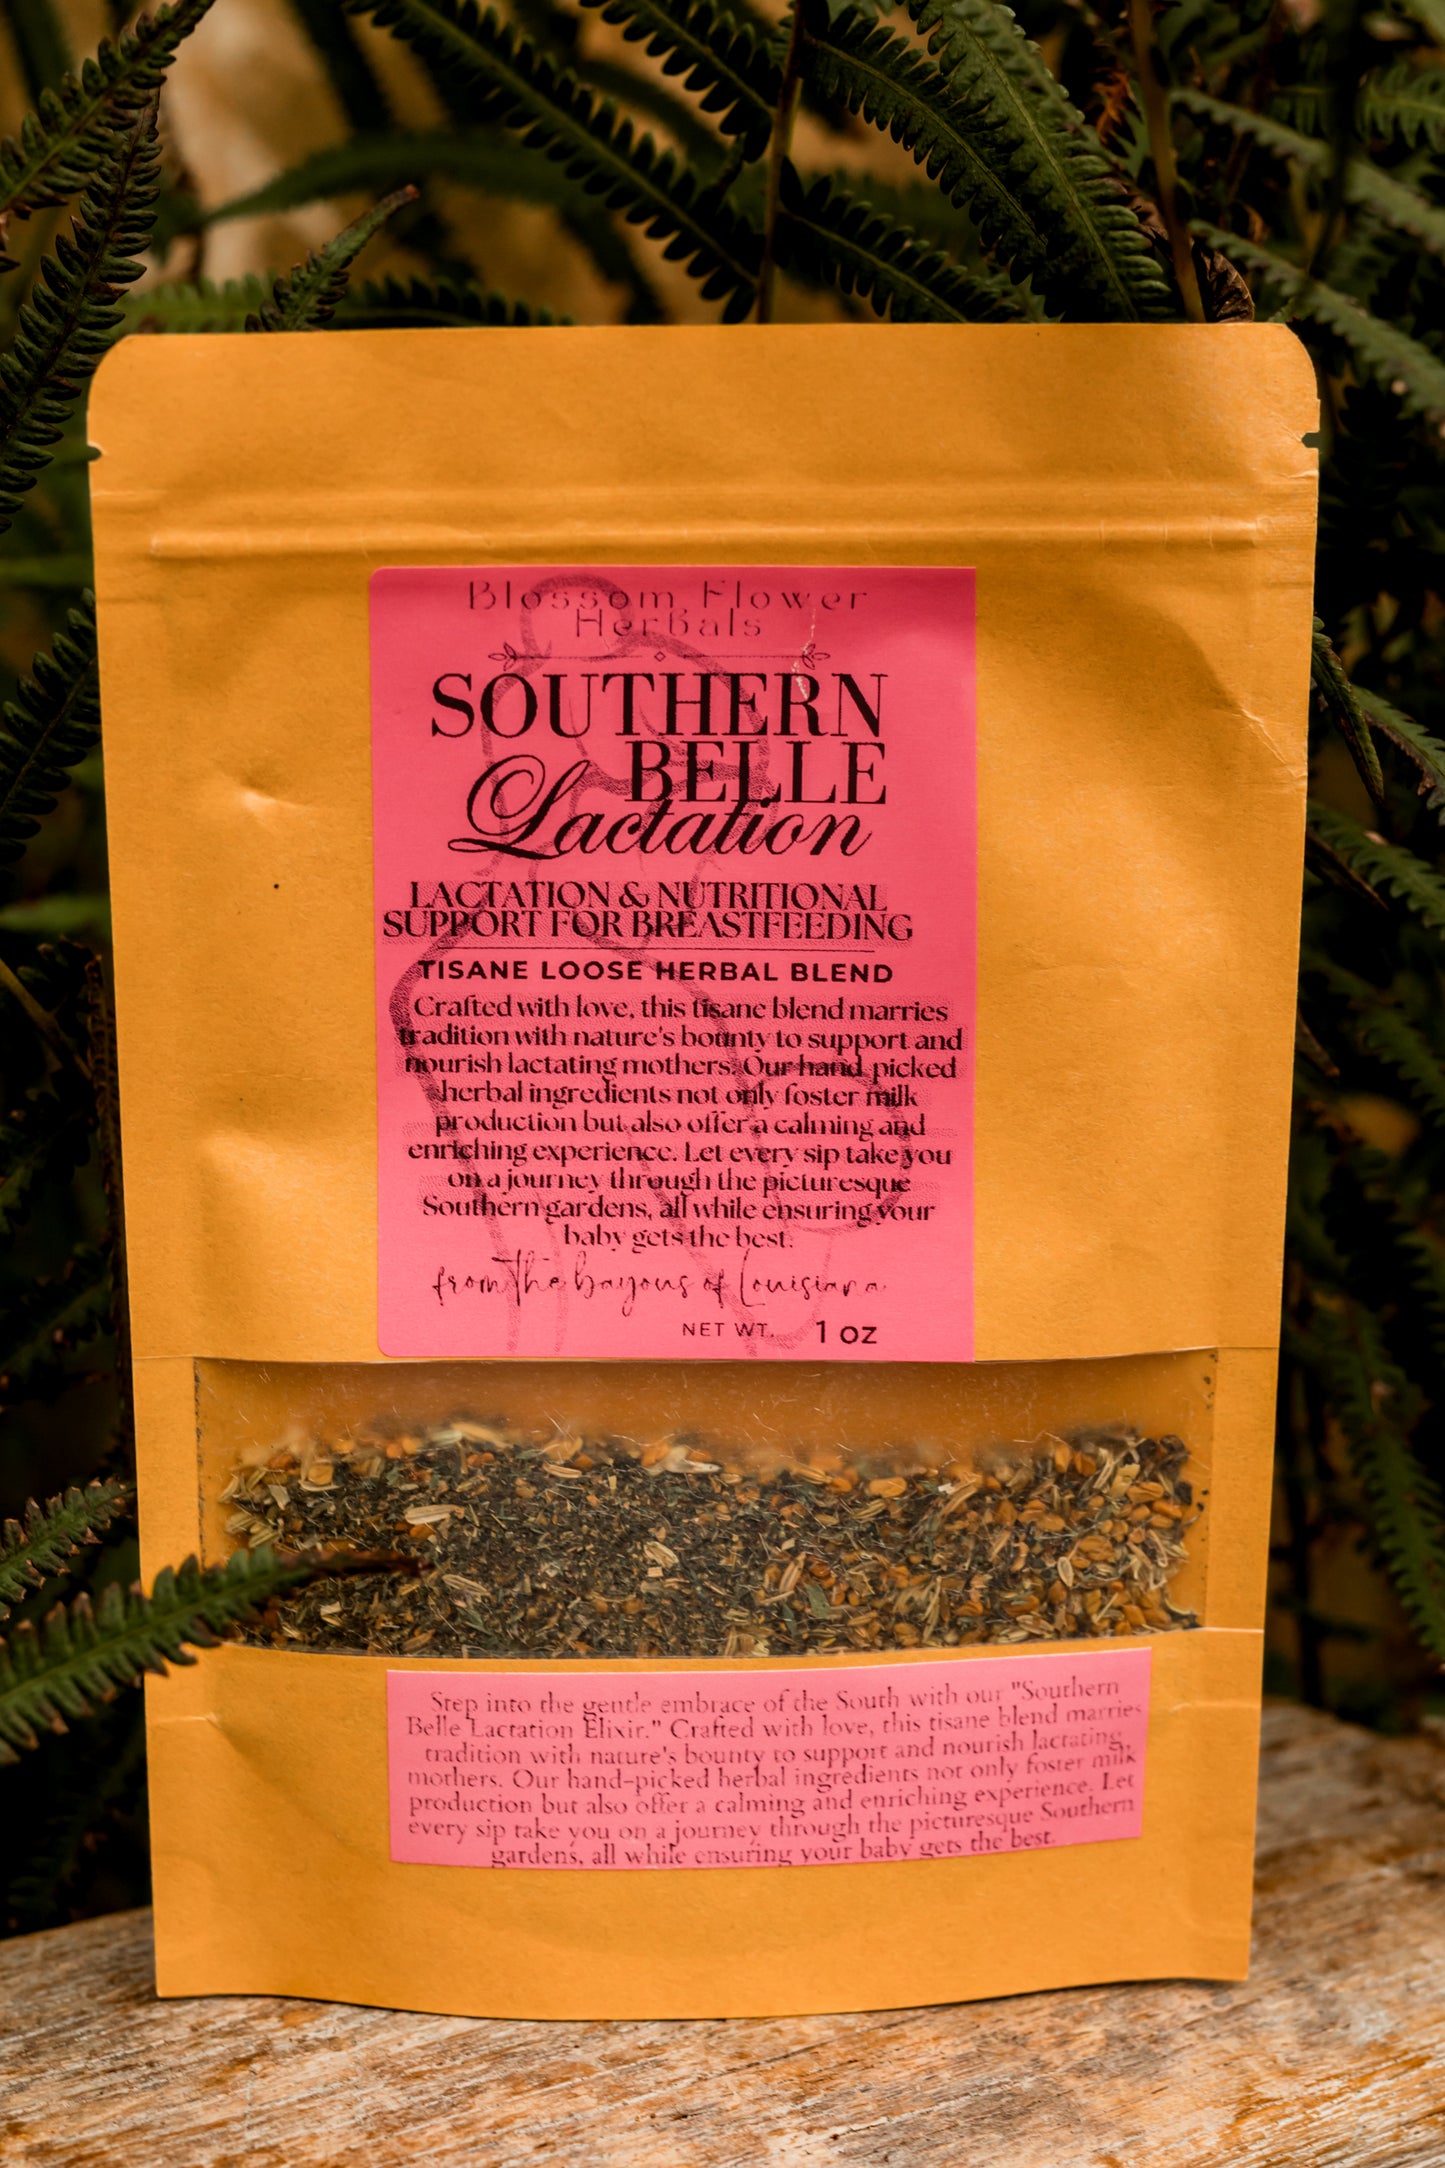 Blossom Flower
Herbals
SOUTHERN
BELLE
Lactation
LACTATION & NUTRITIONAL
SUPPORT FOR BREASTFEEDING
TISANE LOOSE HERBAL BLEND
Crafted with love, this tisane blend marries
tradition with nature's bounty to support and
nourish lactating mothers. Our hand-picked
herbal ingredients not only foster milk
production but also offer a calming and
enriching experience. Let every sip take you
on a journey through the picturesque
Southern gardens, all while ensuring your
baby gets the best.
from the bayous of Louisiana
NET WT. 1 OZ
Step into the gentle embrace of the South with our "Southern
Belle Lactation Elixir." Crafted with love, this tisane blend marries
tradition with nature's bounty to support and nourish lactating
mothers. Our hand-picked herbal ingredients not only foster milk
production but also offer a calming and enriching experience. Let
every sip take you on a journey through the picturesque Southern
gardens, all while ensuring your baby gets the best.